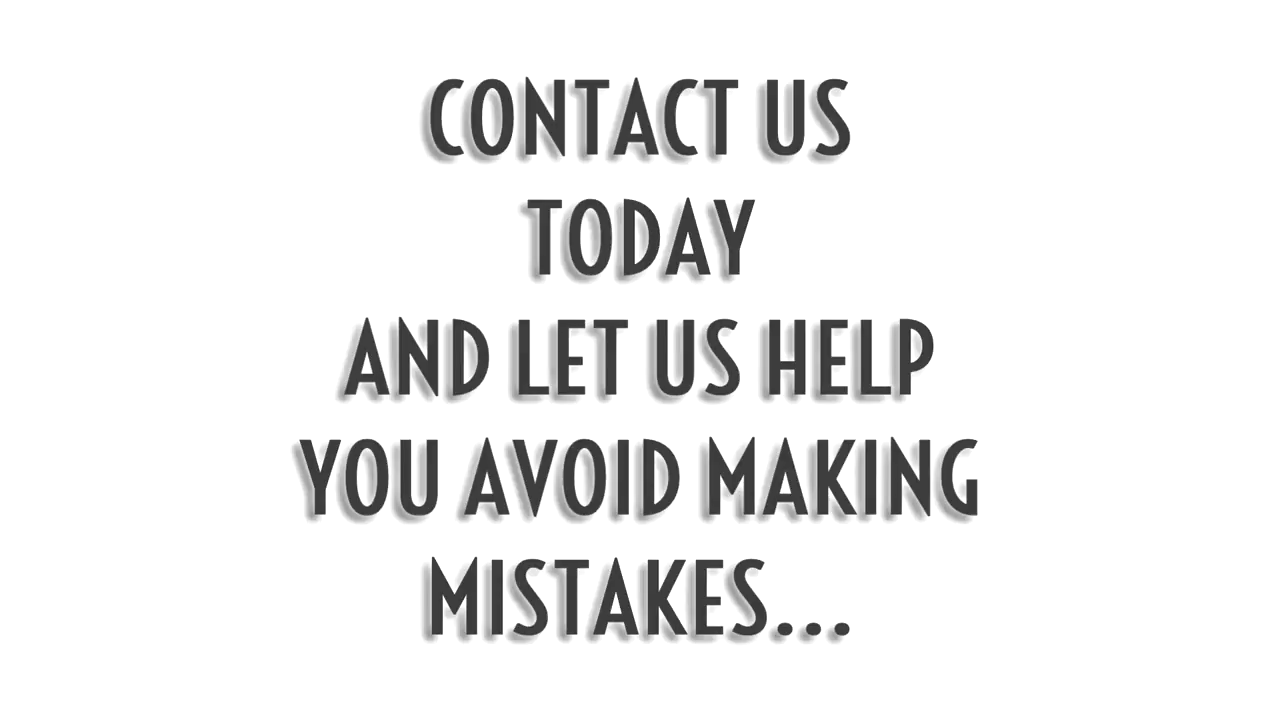 CONTACT US
TODAY
AND LET US HELP
YOU AVOID MAKING
MISTAKES...